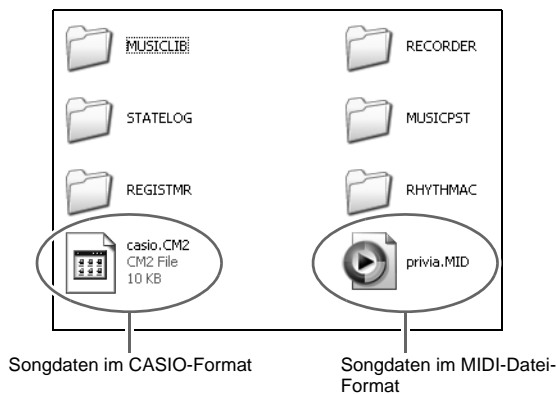 MUSICLIB
RECORDER
STATELOG
MUSICPST
REGISTMR
RHYTHMAC
casio.CM2
CM2 File
10 KB
privia.MID
Songdaten im CASIO-Format
Songdaten im MIDI-Datei-
Format